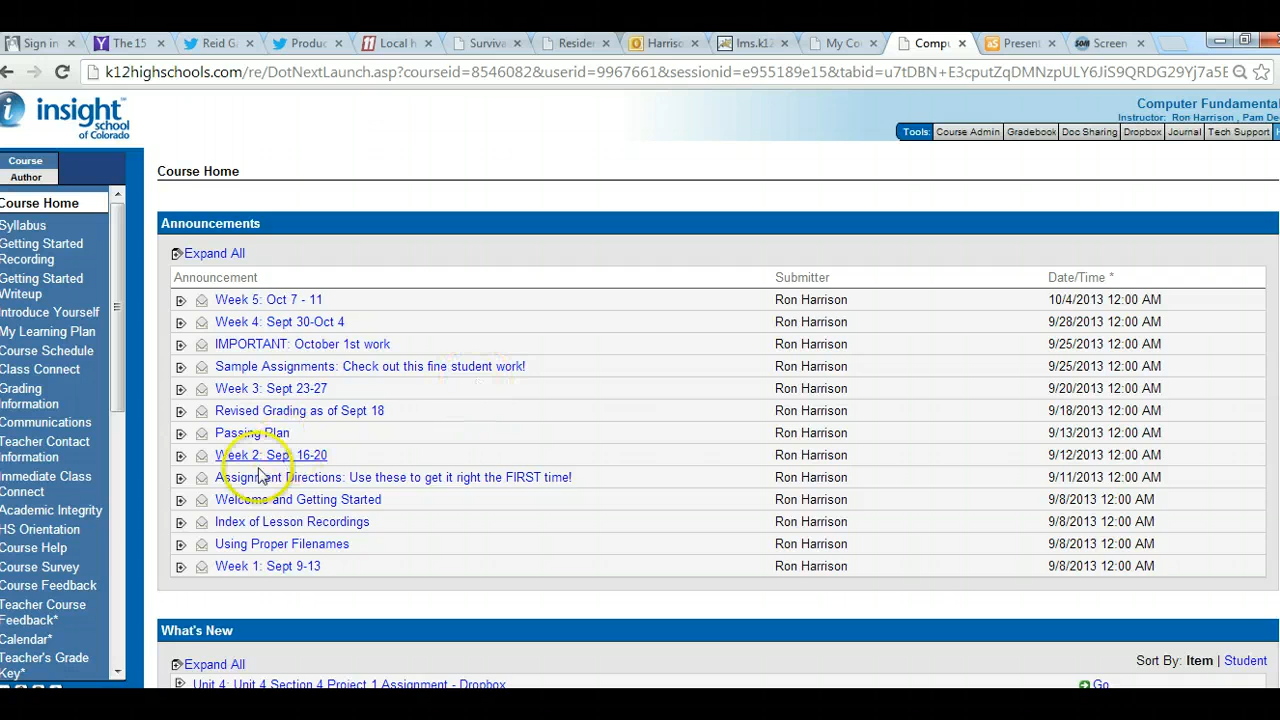 Sign in
The 15
Reid G
Produc
Local h
Surviva
Resider
Harriso
lms.k12
My Co
Compu
Present
Screen
k12highschools.com/re/DotNextLaunch.asp?courseid=8546082&userid=9967661&sessionid=e955189e15&tabid=u7tDBN+E3cputzZqDMNzpULY6JiS9QRDG29Yj7a5E
insight
school
of Colorado
Computer Fundamenta
Instructor: Ron Harrison , Pam De
Tools: Course Admin Gradebook Doc Sharing Dropbox Journal Tech Support H
Course
Author
Course Home
Syllabus
Getting Started
Recording
Getting Started
Writeup
Introduce Yourself
My Learning Plan
Course Schedule
Class Connect
Grading
Information
Communications
Teacher Contact
Information
Immediate Class
Connect
Academic Integrity
HS Orientation
Course Help
Course Survey
Course Feedback
Teacher Course
Feedback*
Calendar*
Teacher's Grade
Key*
Course Home
Announcements
Expand All
Announcement Submitter Date/Time *
Week 5: Oct 7 - 11 Ron Harrison 10/4/2013 12:00 AM
Week 4: Sept 30-Oct 4 Ron Harrison 9/28/2013 12:00 AM
IMPORTANT: October 1st work Ron Harrison 9/25/2013 12:00 AM
Sample Assignments: Check out this fine student work! Ron Harrison 9/25/2013 12:00 AM
Week 3: Sept 23-27 Ron Harrison 9/20/2013 12:00 AM
Revised Grading as of Sept 18 Ron Harrison 9/18/2013 12:00 AM
Passing Plan Ron Harrison 9/13/2013 12:00 AM
Week 2: Sept 16-20 Ron Harrison 9/12/2013 12:00 AM
Assignment Directions: Use these to get it right the FIRST time! Ron Harrison 9/11/2013 12:00 AM
Welcome and Getting Started Ron Harrison 9/8/2013 12:00 AM
Index of Lesson Recordings Ron Harrison 9/8/2013 12:00 AM
Using Proper Filenames Ron Harrison 9/8/2013 12:00 AM
Week 1: Sept 9-13 Ron Harrison 9/8/2013 12:00 AM
What's New
Expand All
Sort By: Item | Student
Unit 4: Unit 4 Section 4 Project 1 Assignment - Dropbox Go